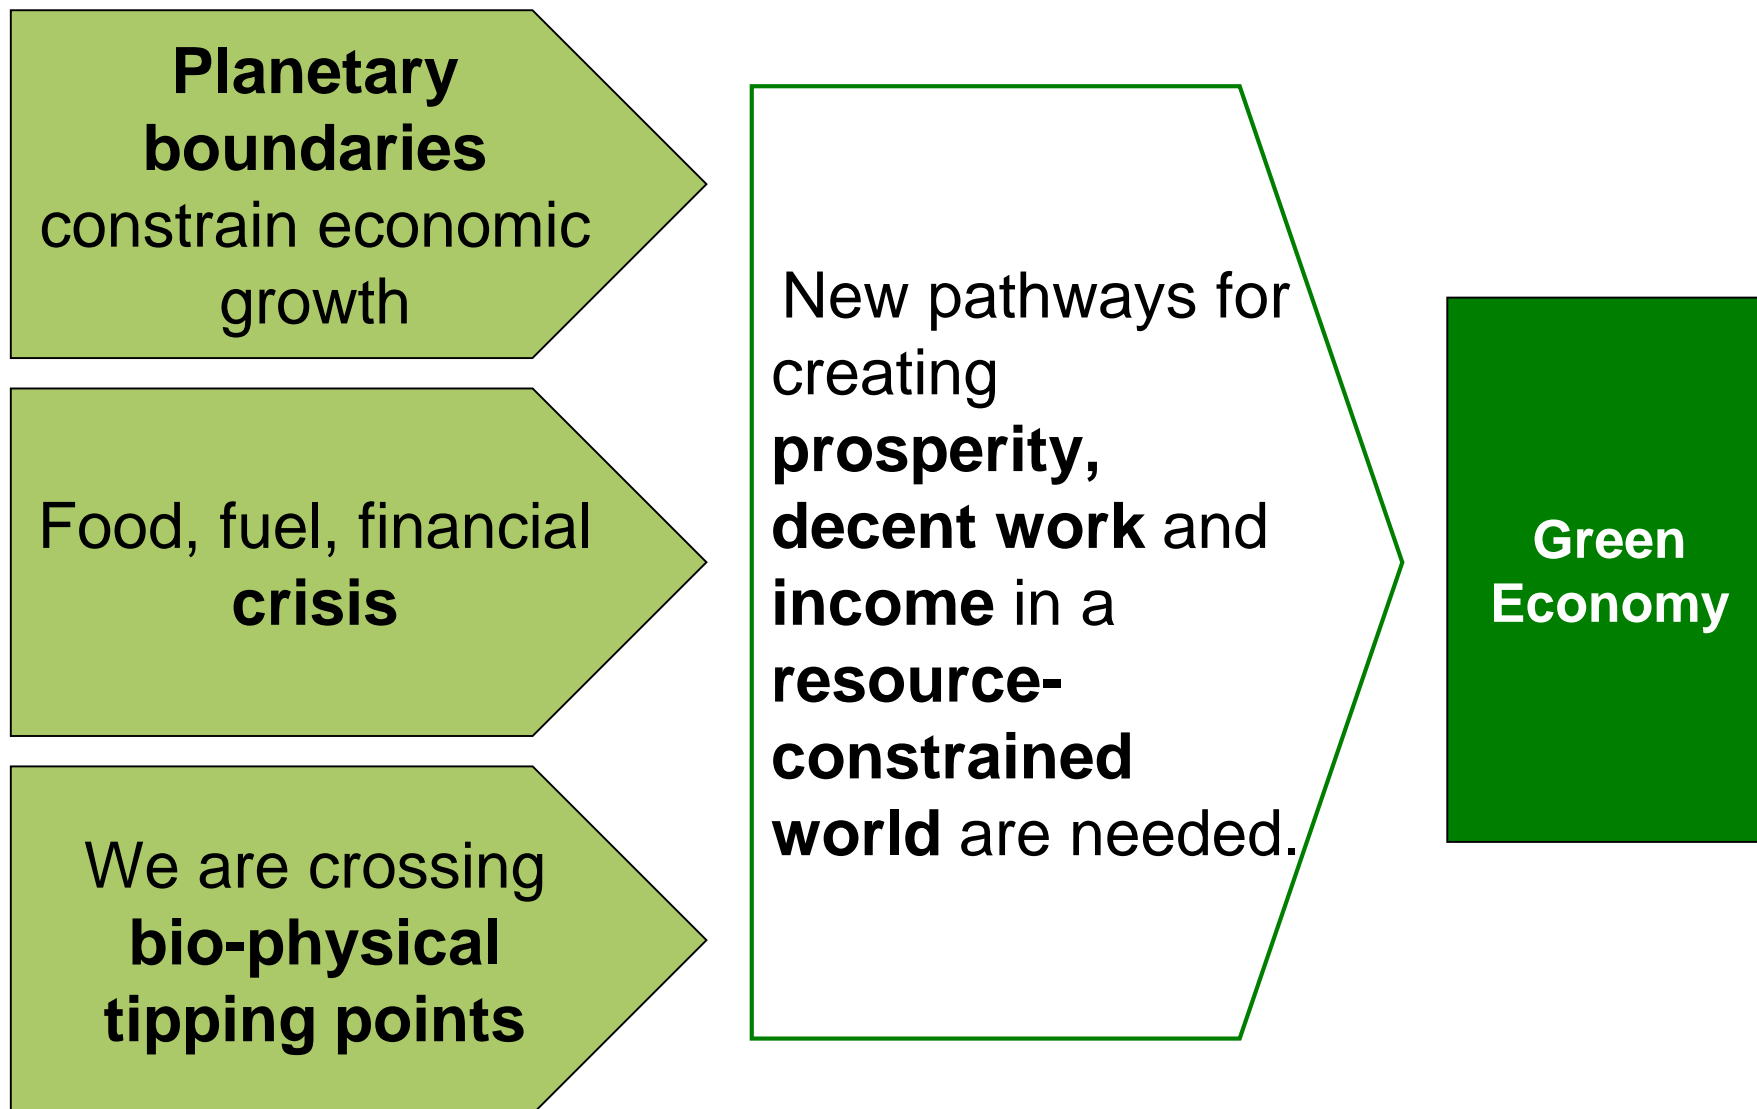 Planetary
boundaries
constrain economic
growth
Food, fuel, financial
crisis
We are crossing
bio-physical
tipping points
New pathways for
creating
prosperity,
decent work and
income in a
resource-
constrained
world are needed.
Green
Economy